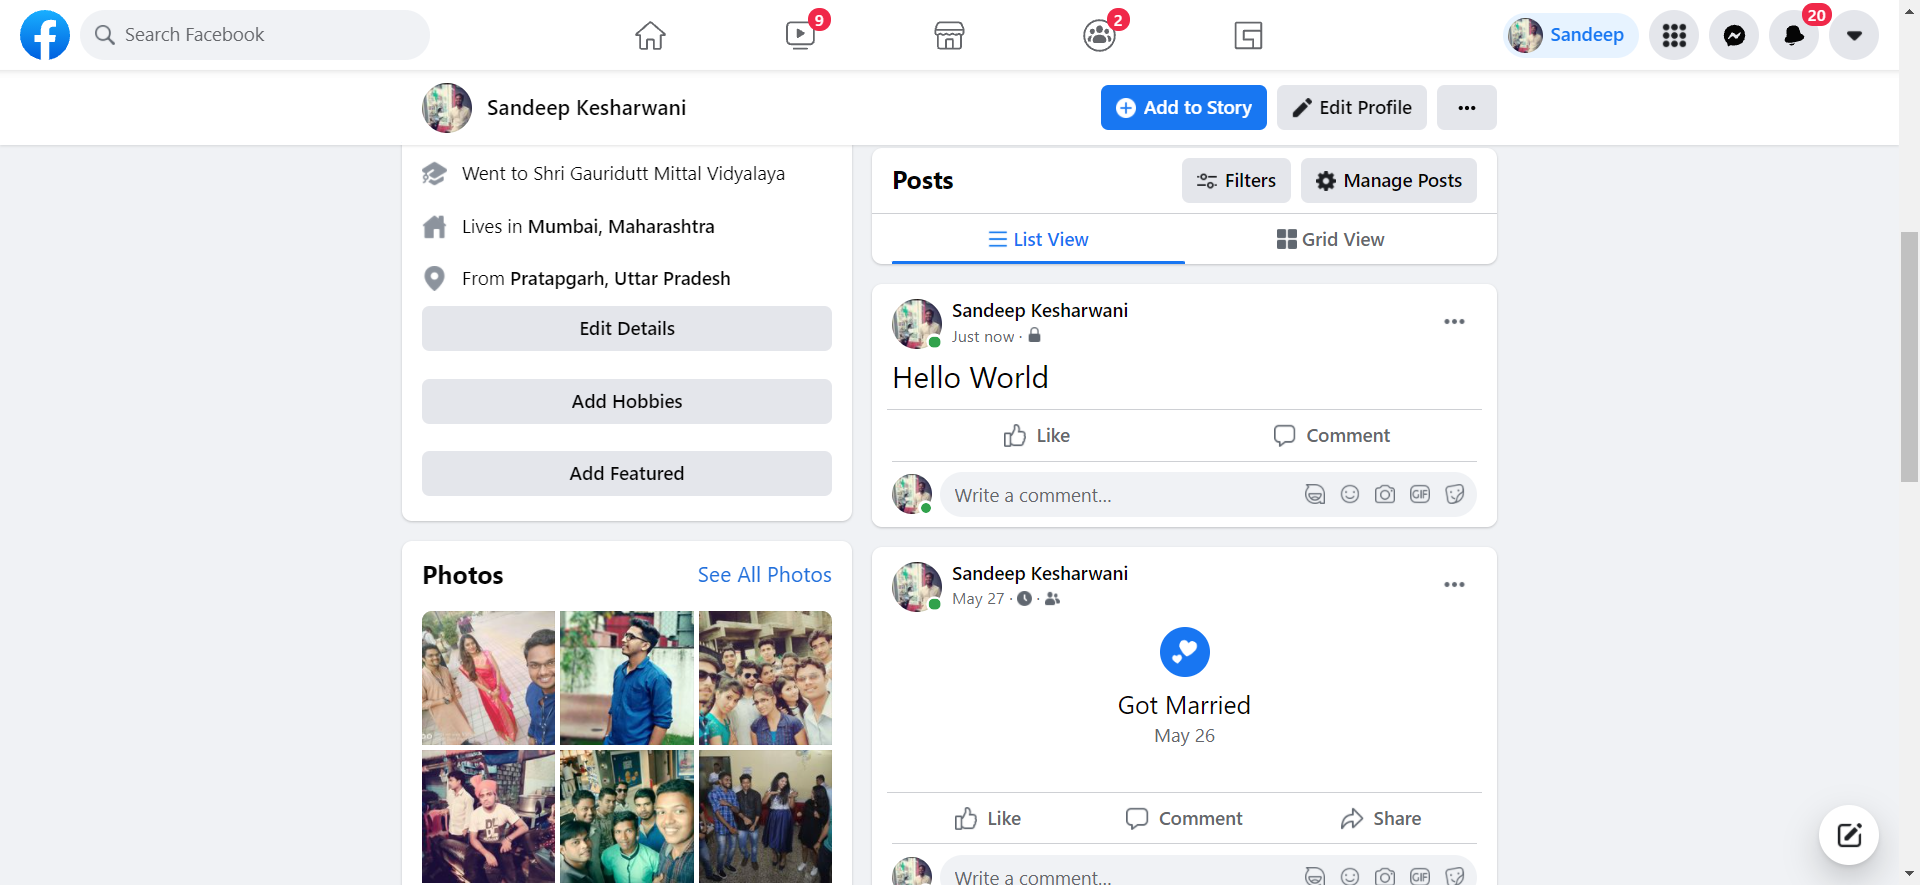 Search Facebook
9
2
Sandeep
20
Sandeep Kesharwani
Add to Story
Edit Profile
Went to Shri Gauridutt Mittal Vidyalaya
Lives in Mumbai, Maharashtra
From Pratapgarh, Uttar Pradesh
Edit Details
Add Hobbies
Add Featured
Photos
See All Photos
Posts
Filters
Manage Posts
List View
Grid View
Sandeep Kesharwani
Just now ·
Hello World
Like
Comment
Write a comment...
GIF
Sandeep Kesharwani
May 27 · ·
Got Married
May 26
Like
Comment
Share
Write a comment...
GIF